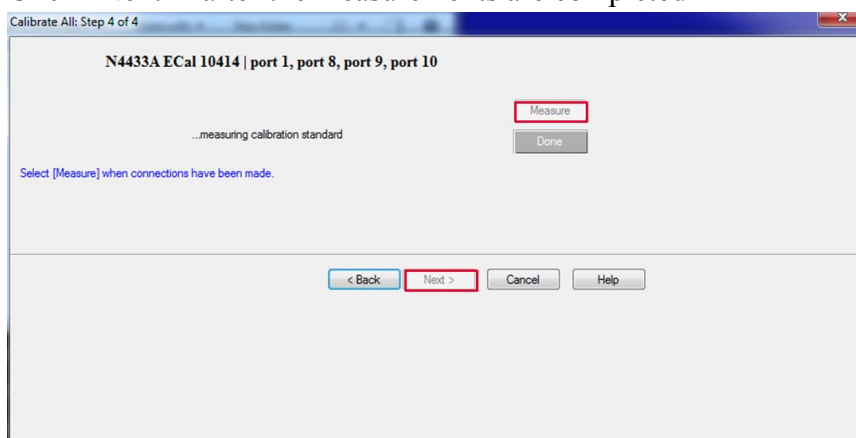 Calibrate All: Step 4 of 4
N4433A ECal 10414 | port 1, port 8, port 9, port 10
Measure
...measuring calibration standard
Done
Select [Measure] when connections have been made.
< Back
Next >
Cancel
Help